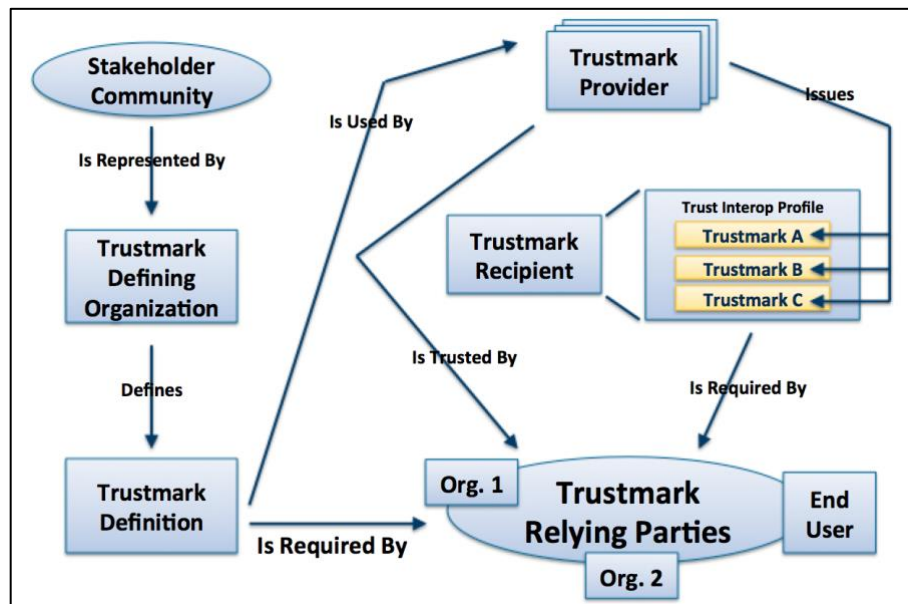 Stakeholder
Community
Is Represented By
Trustmark
Defining
Organization
Defines
Trustmark
Definition
Is Used By
Is Required By
Trustmark
Provider
Issues
Trustmark
Recipient
Trust Interop Profile
Trustmark A
Trustmark B
Trustmark C
Is Trusted By
Is Required By
Org. 1
Trustmark
Relying Parties
End
User
Org. 2